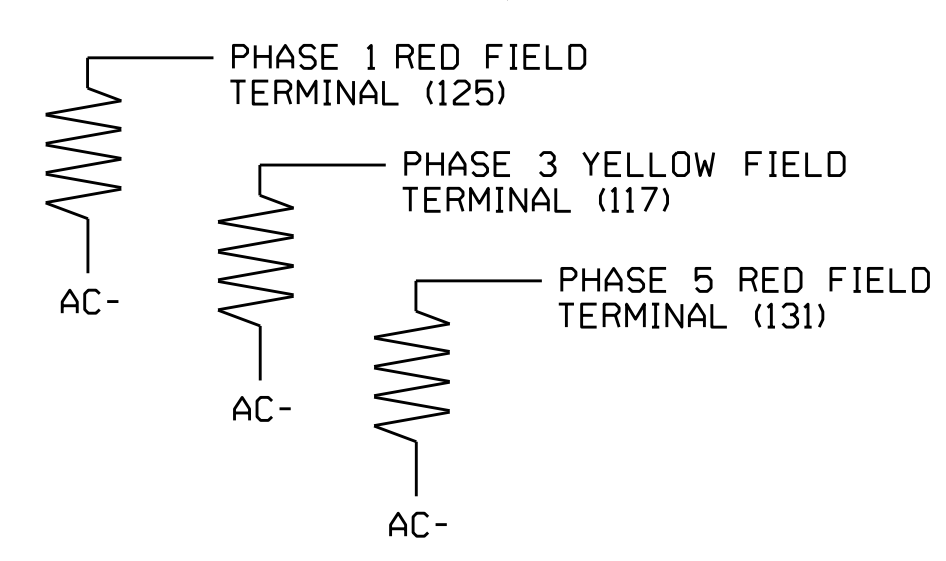 PHASE 1 RED FIELD
TERMINAL (125)
AC-
PHASE 3 YELLOW FIELD
TERMINAL (117)
AC-
PHASE 5 RED FIELD
TERMINAL (131)
AC-